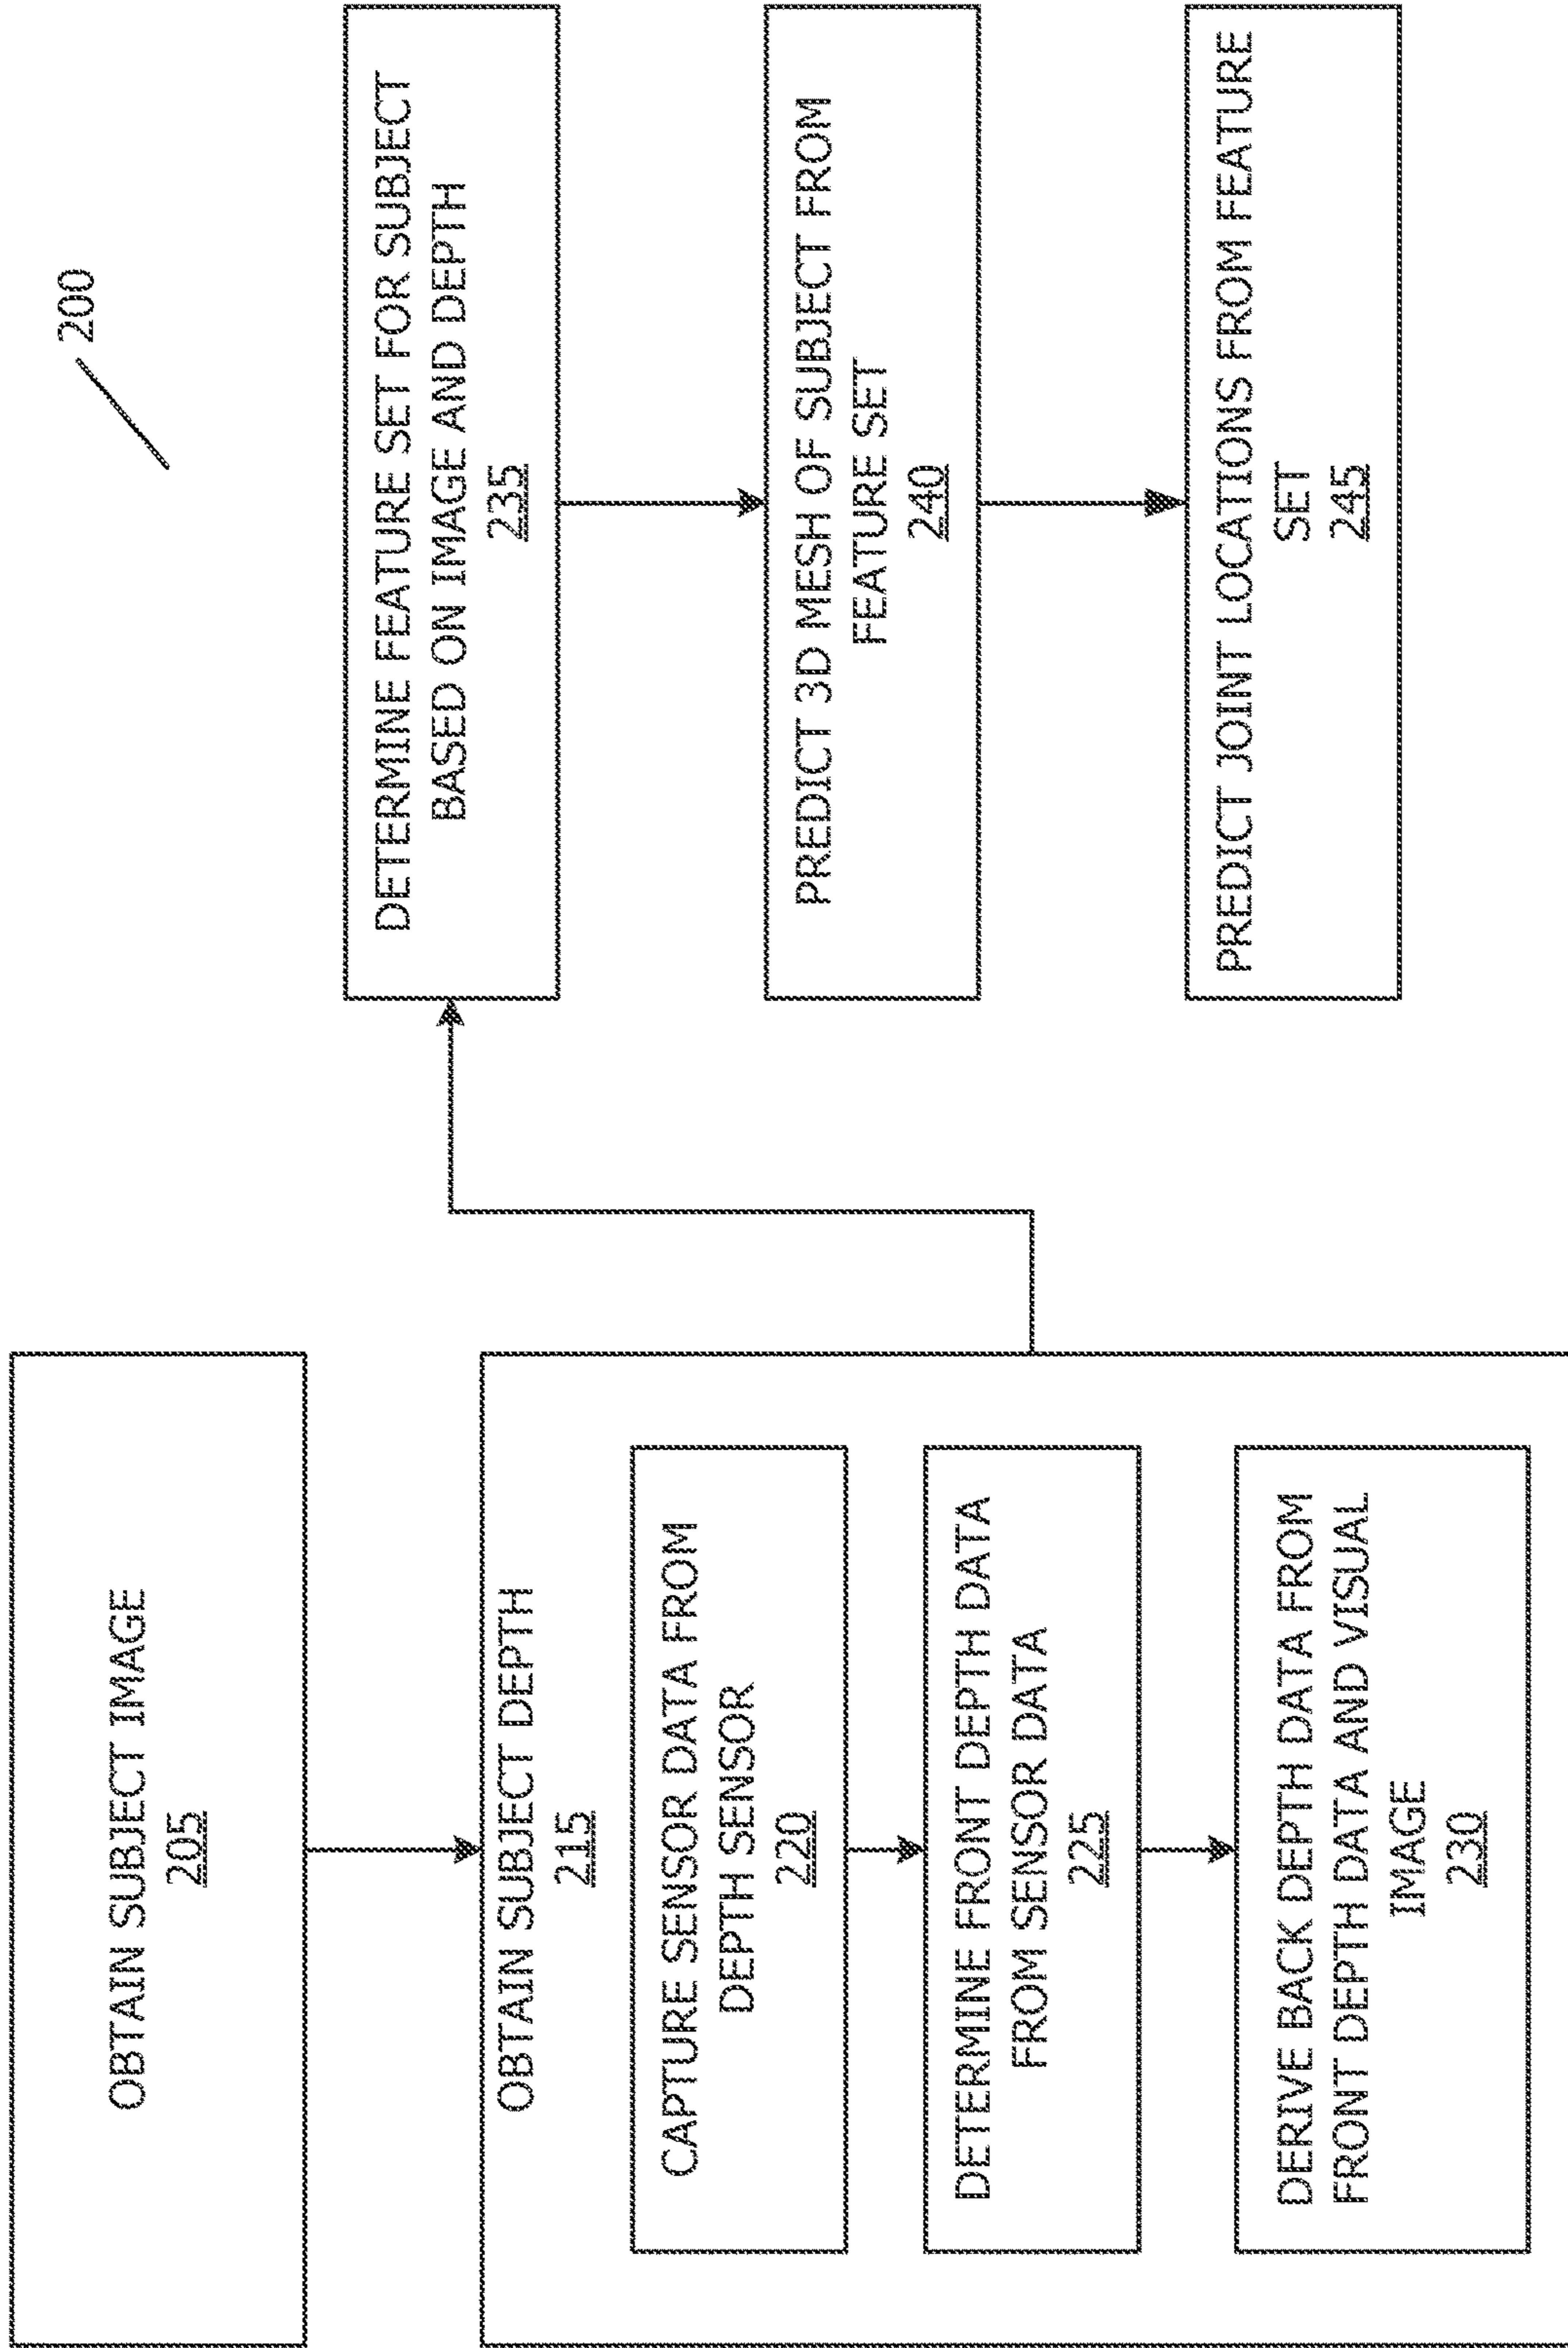 200
OBTAIN SUBJECT IMAGE
205
OBTAIN SUBJECT DEPTH
215
CAPTURE SENSOR DATA FROM
DEPTH SENSOR
220
DETERMINE FRONT DEPTH DATA
FROM SENSOR DATA
225
DERIVE BACK DEPTH DATA FROM
FRONT DEPTH DATA AND VISUAL
IMAGE
230
DETERMINE FEATURE SET FOR SUBJECT
BASED ON IMAGE AND DEPTH
235
PREDICT 3D MESH OF SUBJECT FROM
FEATURE SET
240
PREDICT JOINT LOCATIONS FROM FEATURE
SET
245